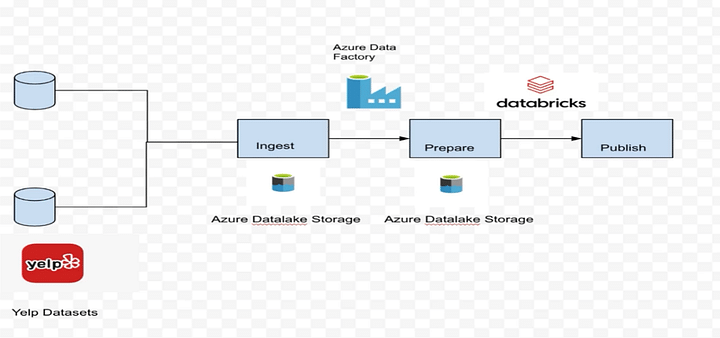 Azure Data
Factory
databricks
Ingest
Prepare
Publish
Azure Datalake Storage
Azure Datalake Storage
yelp
Yelp Datasets